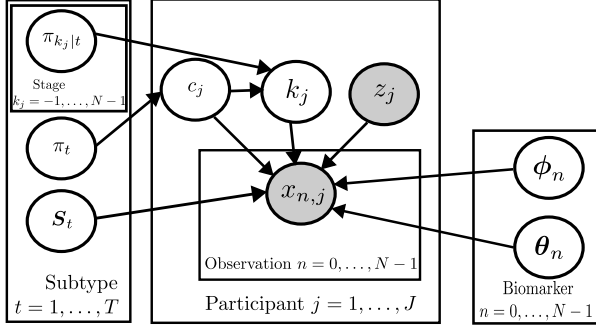 π_{k_j|t}
Stage
k_j = −1, . . . , N − 1
π_t
S_t
Subtype
t = 1, . . . , T
c_j
k_j
z_j
x_{n,j}
Observation n = 0, . . . , N − 1
Participant j = 1, . . . , J
ϕ_n
θ_n
Biomarker
n = 0, . . . , N − 1